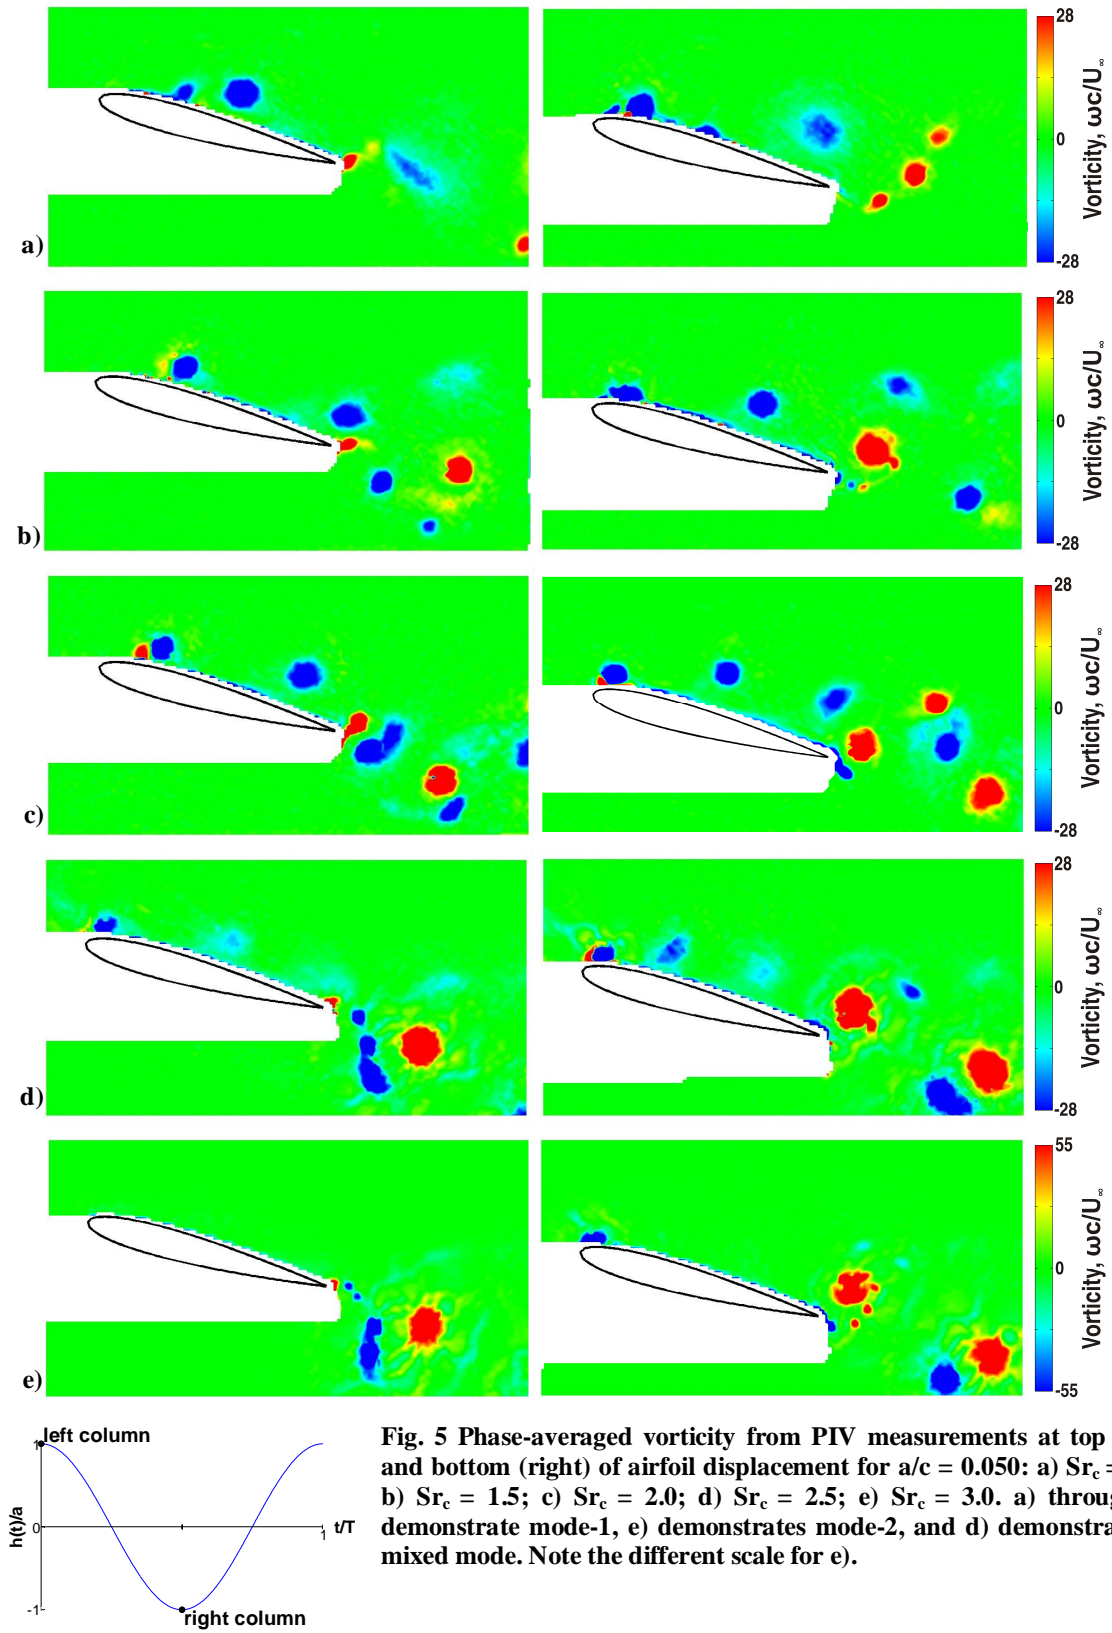 28
0
-28
Vorticity, ωc/U∞
a)
28
0
-28
Vorticity, ωc/U∞
b)
28
0
-28
Vorticity, ωc/U∞
c)
28
0
-28
Vorticity, ωc/U∞
d)
55
0
-55
Vorticity, ωc/U∞
e)
left column
1
0
-1
h(t)/a
1
t/T
right column
Fig. 5 Phase-averaged vorticity from PIV measurements at top
and bottom (right) of airfoil displacement for a/c = 0.050: a) Src =
b) Src = 1.5; c) Src = 2.0; d) Src = 2.5; e) Src = 3.0. a) throug
demonstrate mode-1, e) demonstrates mode-2, and d) demonstra
mixed mode. Note the different scale for e).